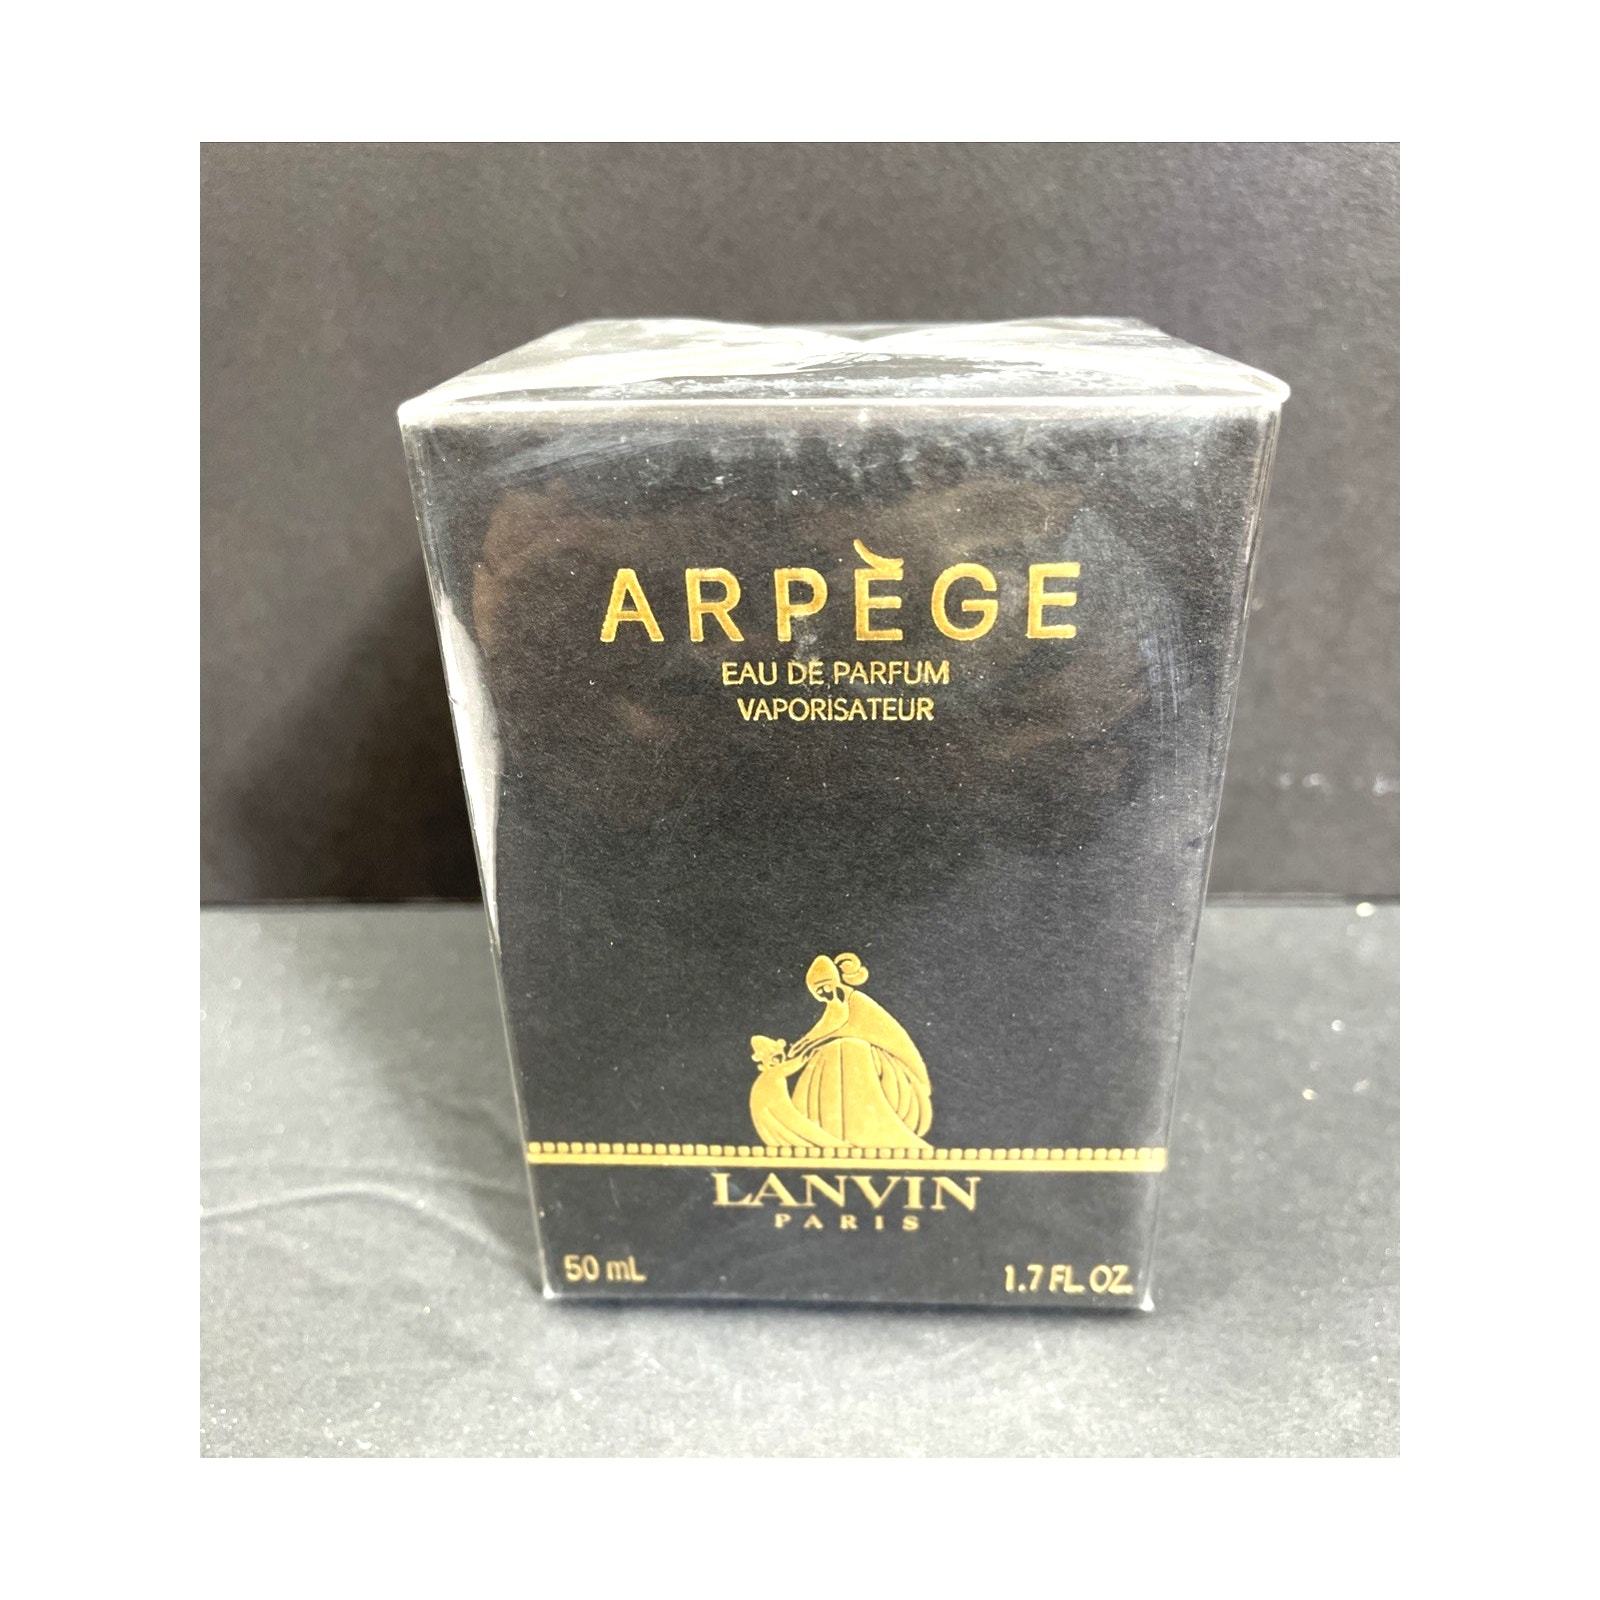 ARPÈGE
EAU DE PARFUM
VAPORISATEUR
LANVIN
PARIS
50 mL 1.7 FL. OZ.